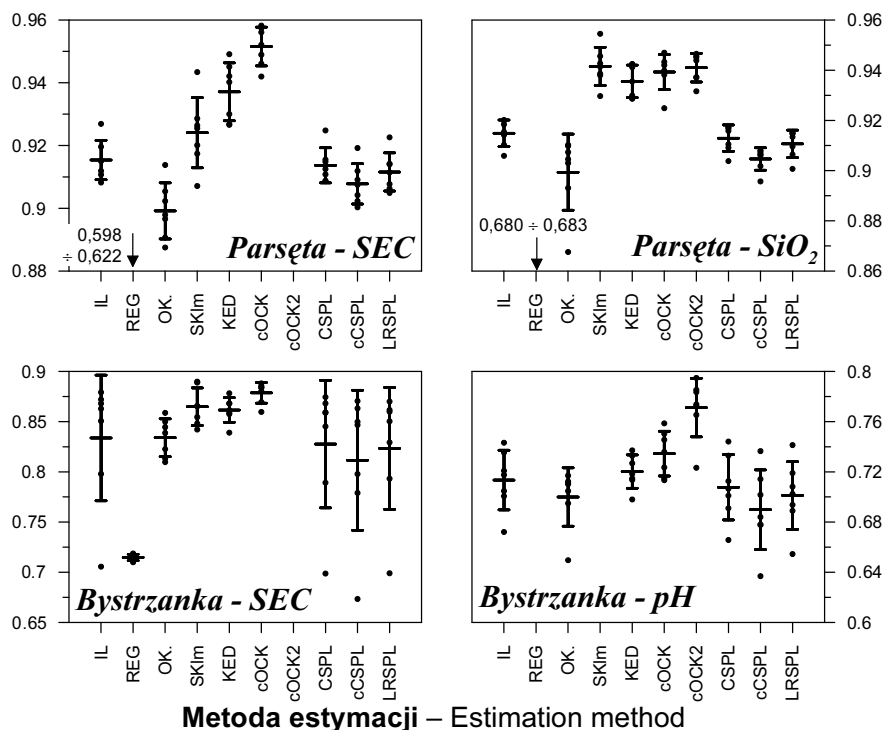 0.96
0.94
0.92
0.9
0.88
0,598
÷ 0,622
Parsęta - SEC
IL
REG
OK.
SKlm
KED
cOCK
cOCK2
CSPL
cCSPL
LRSPL
0.96
0.94
0.92
0.9
0.88
0.86
0,680 ÷ 0,683
Parsęta - SiO₂
IL
REG
OK.
SKlm
KED
cOCK
cOCK2
CSPL
cCSPL
LRSPL
0.9
0.85
0.8
0.75
0.7
0.65
Bystrzanka - SEC
IL
REG
OK.
SKlm
KED
cOCK
cOCK2
CSPL
cCSPL
LRSPL
0.8
0.76
0.72
0.68
0.64
0.6
Bystrzanka - pH
IL
REG
OK.
SKlm
KED
cOCK
cOCK2
CSPL
cCSPL
LRSPL
Metoda estymacji – Estimation method